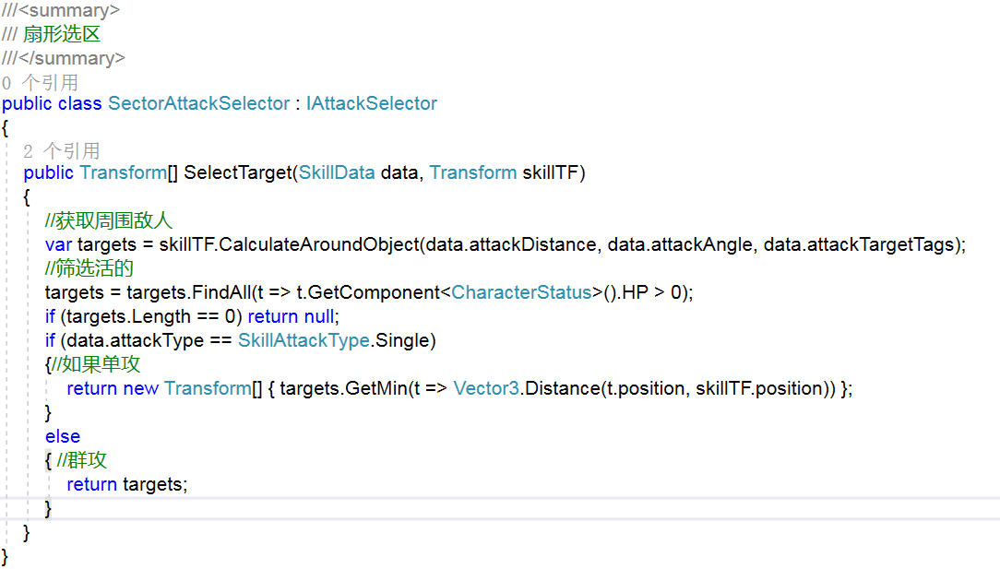 ///<summary>
/// 扇形选区
///</summary>
0 个引用
public class SectorAttackSelector : IAttackSelector
{
2 个引用
public Transform[] SelectTarget(SkillData data, Transform skillTF)
{
//获取周围敌人
var targets = skillTF.CalculateAroundObject(data.attackDistance, data.attackAngle, data.attackTargetTags);
//筛选活的
targets = targets.FindAll(t => t.GetComponent<CharacterStatus>().HP > 0);
if (targets.Length == 0) return null;
if (data.attackType == SkillAttackType.Single)
{//如果单攻
return new Transform[] { targets.GetMin(t => Vector3.Distance(t.position, skillTF.position)) };
}
else
{ //群攻
return targets;
}
}
}